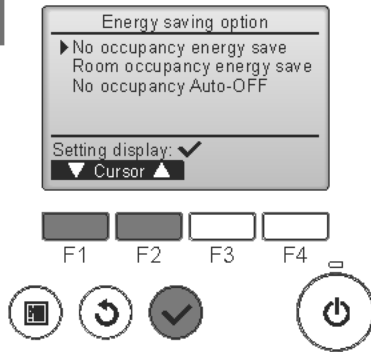 Energy saving option
No occupancy energy save
Room occupancy energy save
No occupancy Auto-OFF
Setting display: ✔
▼ Cursor ▲
F1 F2 F3 F4